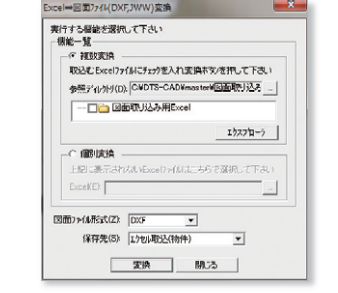 Excel⇒図面ファイル(DXF,JWW)変換
実行する機能を選択して下さい
機能一覧
複数変換
取込むExcelファイルにチェックを入れ変換ボタンを押して下さい
参照ディレクトリ(D): C:¥DTS-CAD¥master¥図面取り込み ...
図面取り込み用Excel
エクスプローラ
個別変換
上記に表示されないExcelファイルはこちらで選択して下さい
Excel(E): ...
図面ファイル形式(Z): DXF
保存先(S): エクセル取込(物件)
変換 閉じる